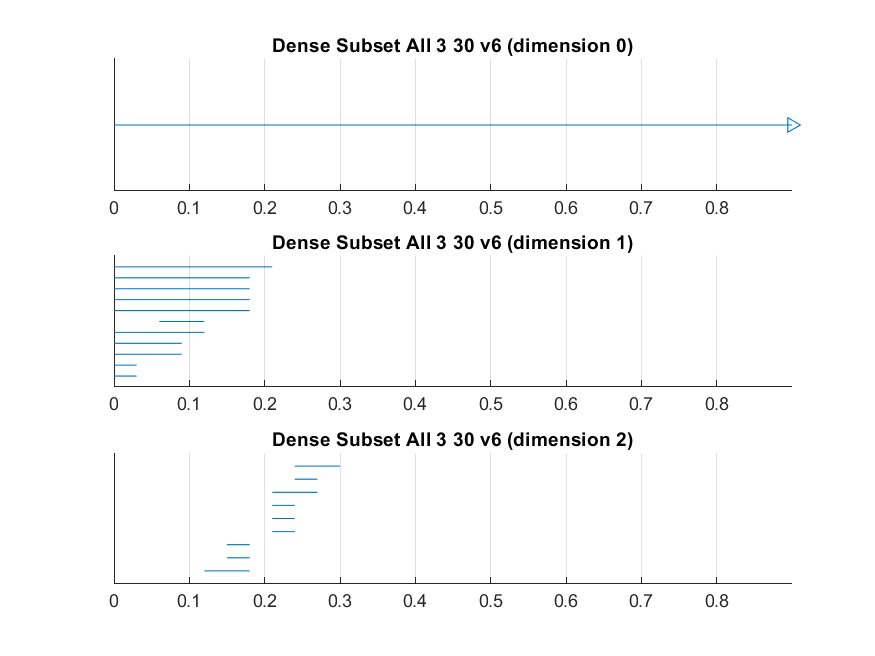 Dense Subset All 3 30 v6 (dimension 0)
0 0.1 0.2 0.3 0.4 0.5 0.6 0.7 0.8
Dense Subset All 3 30 v6 (dimension 1)
0 0.1 0.2 0.3 0.4 0.5 0.6 0.7 0.8
Dense Subset All 3 30 v6 (dimension 2)
0 0.1 0.2 0.3 0.4 0.5 0.6 0.7 0.8